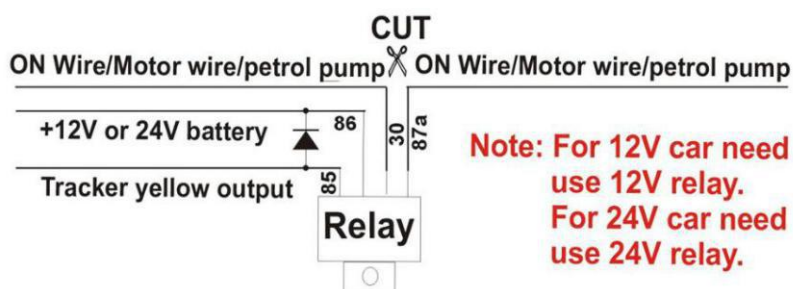 CUT
ON Wire/Motor wire/petrol pump ON Wire/Motor wire/petrol pump
+12V or 24V battery 86 30 87a
Tracker yellow output 85
Relay
Note: For 12V car need
use 12V relay.
For 24V car need
use 24V relay.